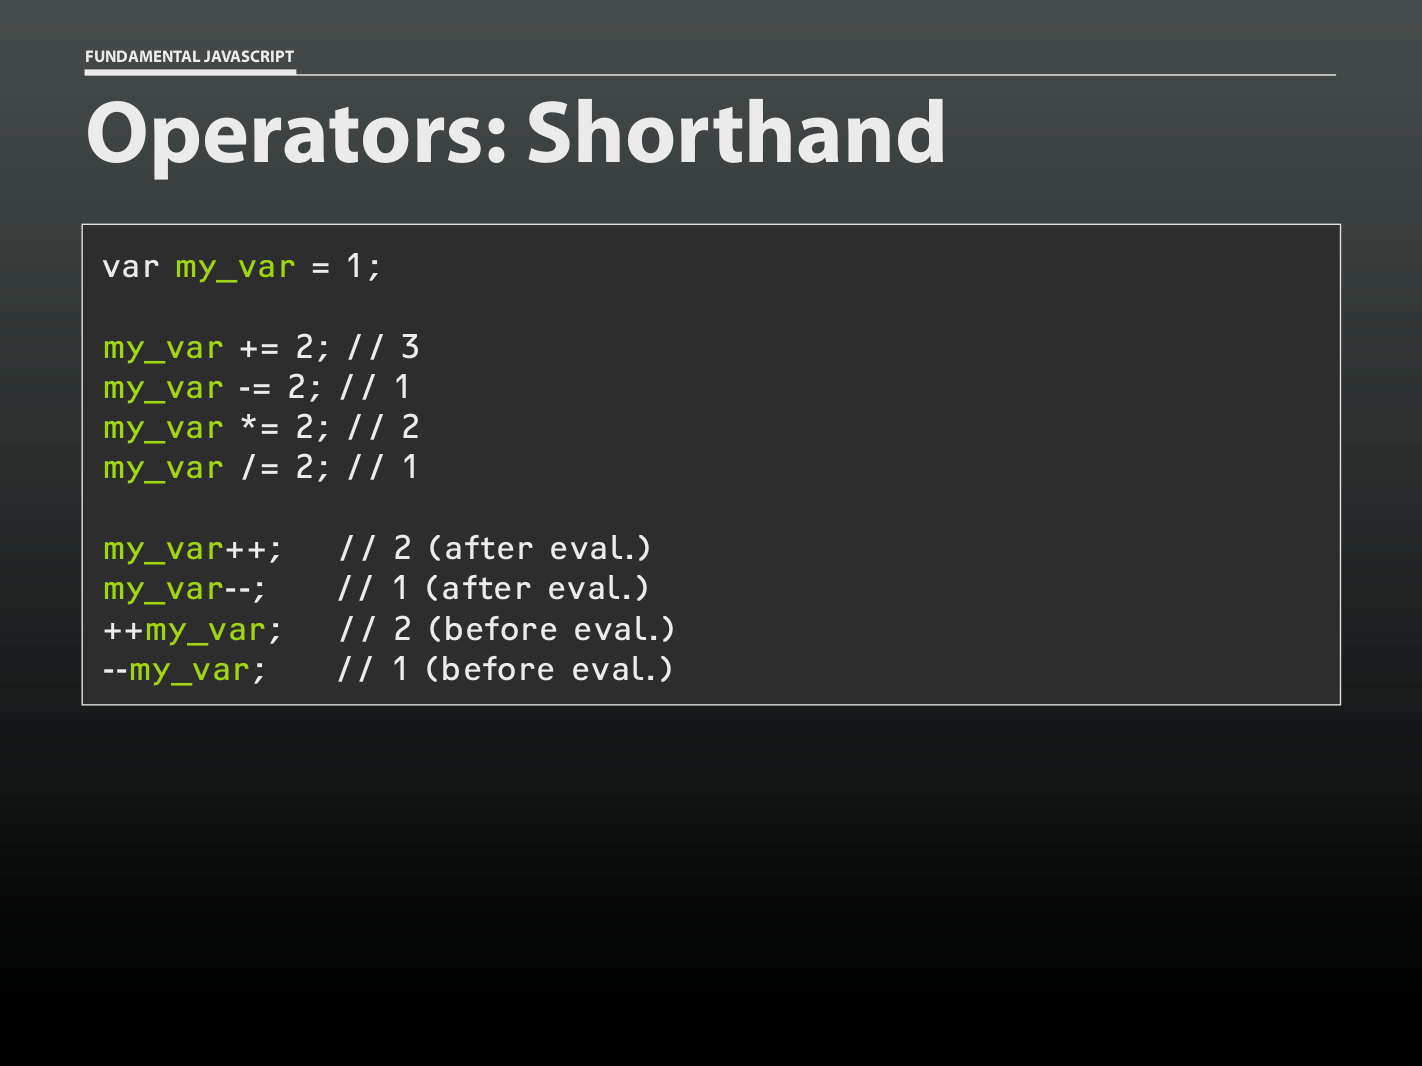 FUNDAMENTAL JAVASCRIPT
Operators: Shorthand
var my_var = 1;
my_var += 2; // 3
my_var -= 2; // 1
my_var *= 2; // 2
my_var /= 2; // 1
my_var++;   // 2 (after eval.)
my_var--;    // 1 (after eval.)
++my_var;   // 2 (before eval.)
--my_var;    // 1 (before eval.)